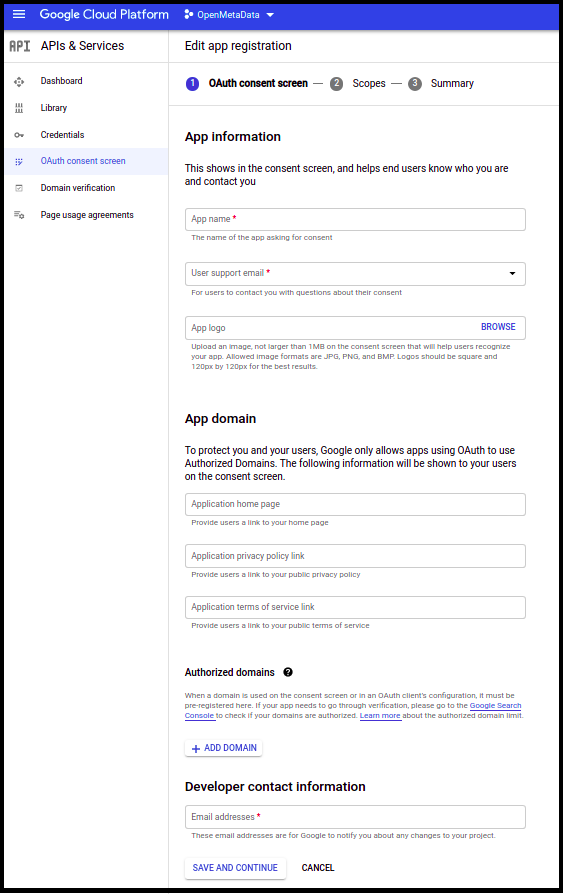 Google Cloud Platform
OpenMetaData
API
APIs & Services
Edit app registration
Dashboard
Library
Credentials
OAuth consent screen
Domain verification
Page usage agreements
1 OAuth consent screen — 2 Scopes — 3 Summary
App information
This shows in the consent screen, and helps end users know who you are
and contact you
App name *
The name of the app asking for consent
User support email *
For users to contact you with questions about their consent
App logo
BROWSE
Upload an image, not larger than 1MB on the consent screen that will help users recognize
your app. Allowed image formats are JPG, PNG, and BMP. Logos should be square and
120px by 120px for the best results.
App domain
To protect you and your users, Google only allows apps using OAuth to use
Authorized Domains. The following information will be shown to your users
on the consent screen.
Application home page
Provide users a link to your home page
Application privacy policy link
Provide users a link to your public privacy policy
Application terms of service link
Provide users a link to your public terms of service
Authorized domains ?
When a domain is used on the consent screen or in an OAuth client's configuration, it must be
pre-registered here. If your app needs to go through verification, please go to the Google Search
Console to check if your domains are authorized. Learn more about the authorized domain limit.
+ ADD DOMAIN
Developer contact information
Email addresses *
These email addresses are for Google to notify you about any changes to your project.
SAVE AND CONTINUE
CANCEL